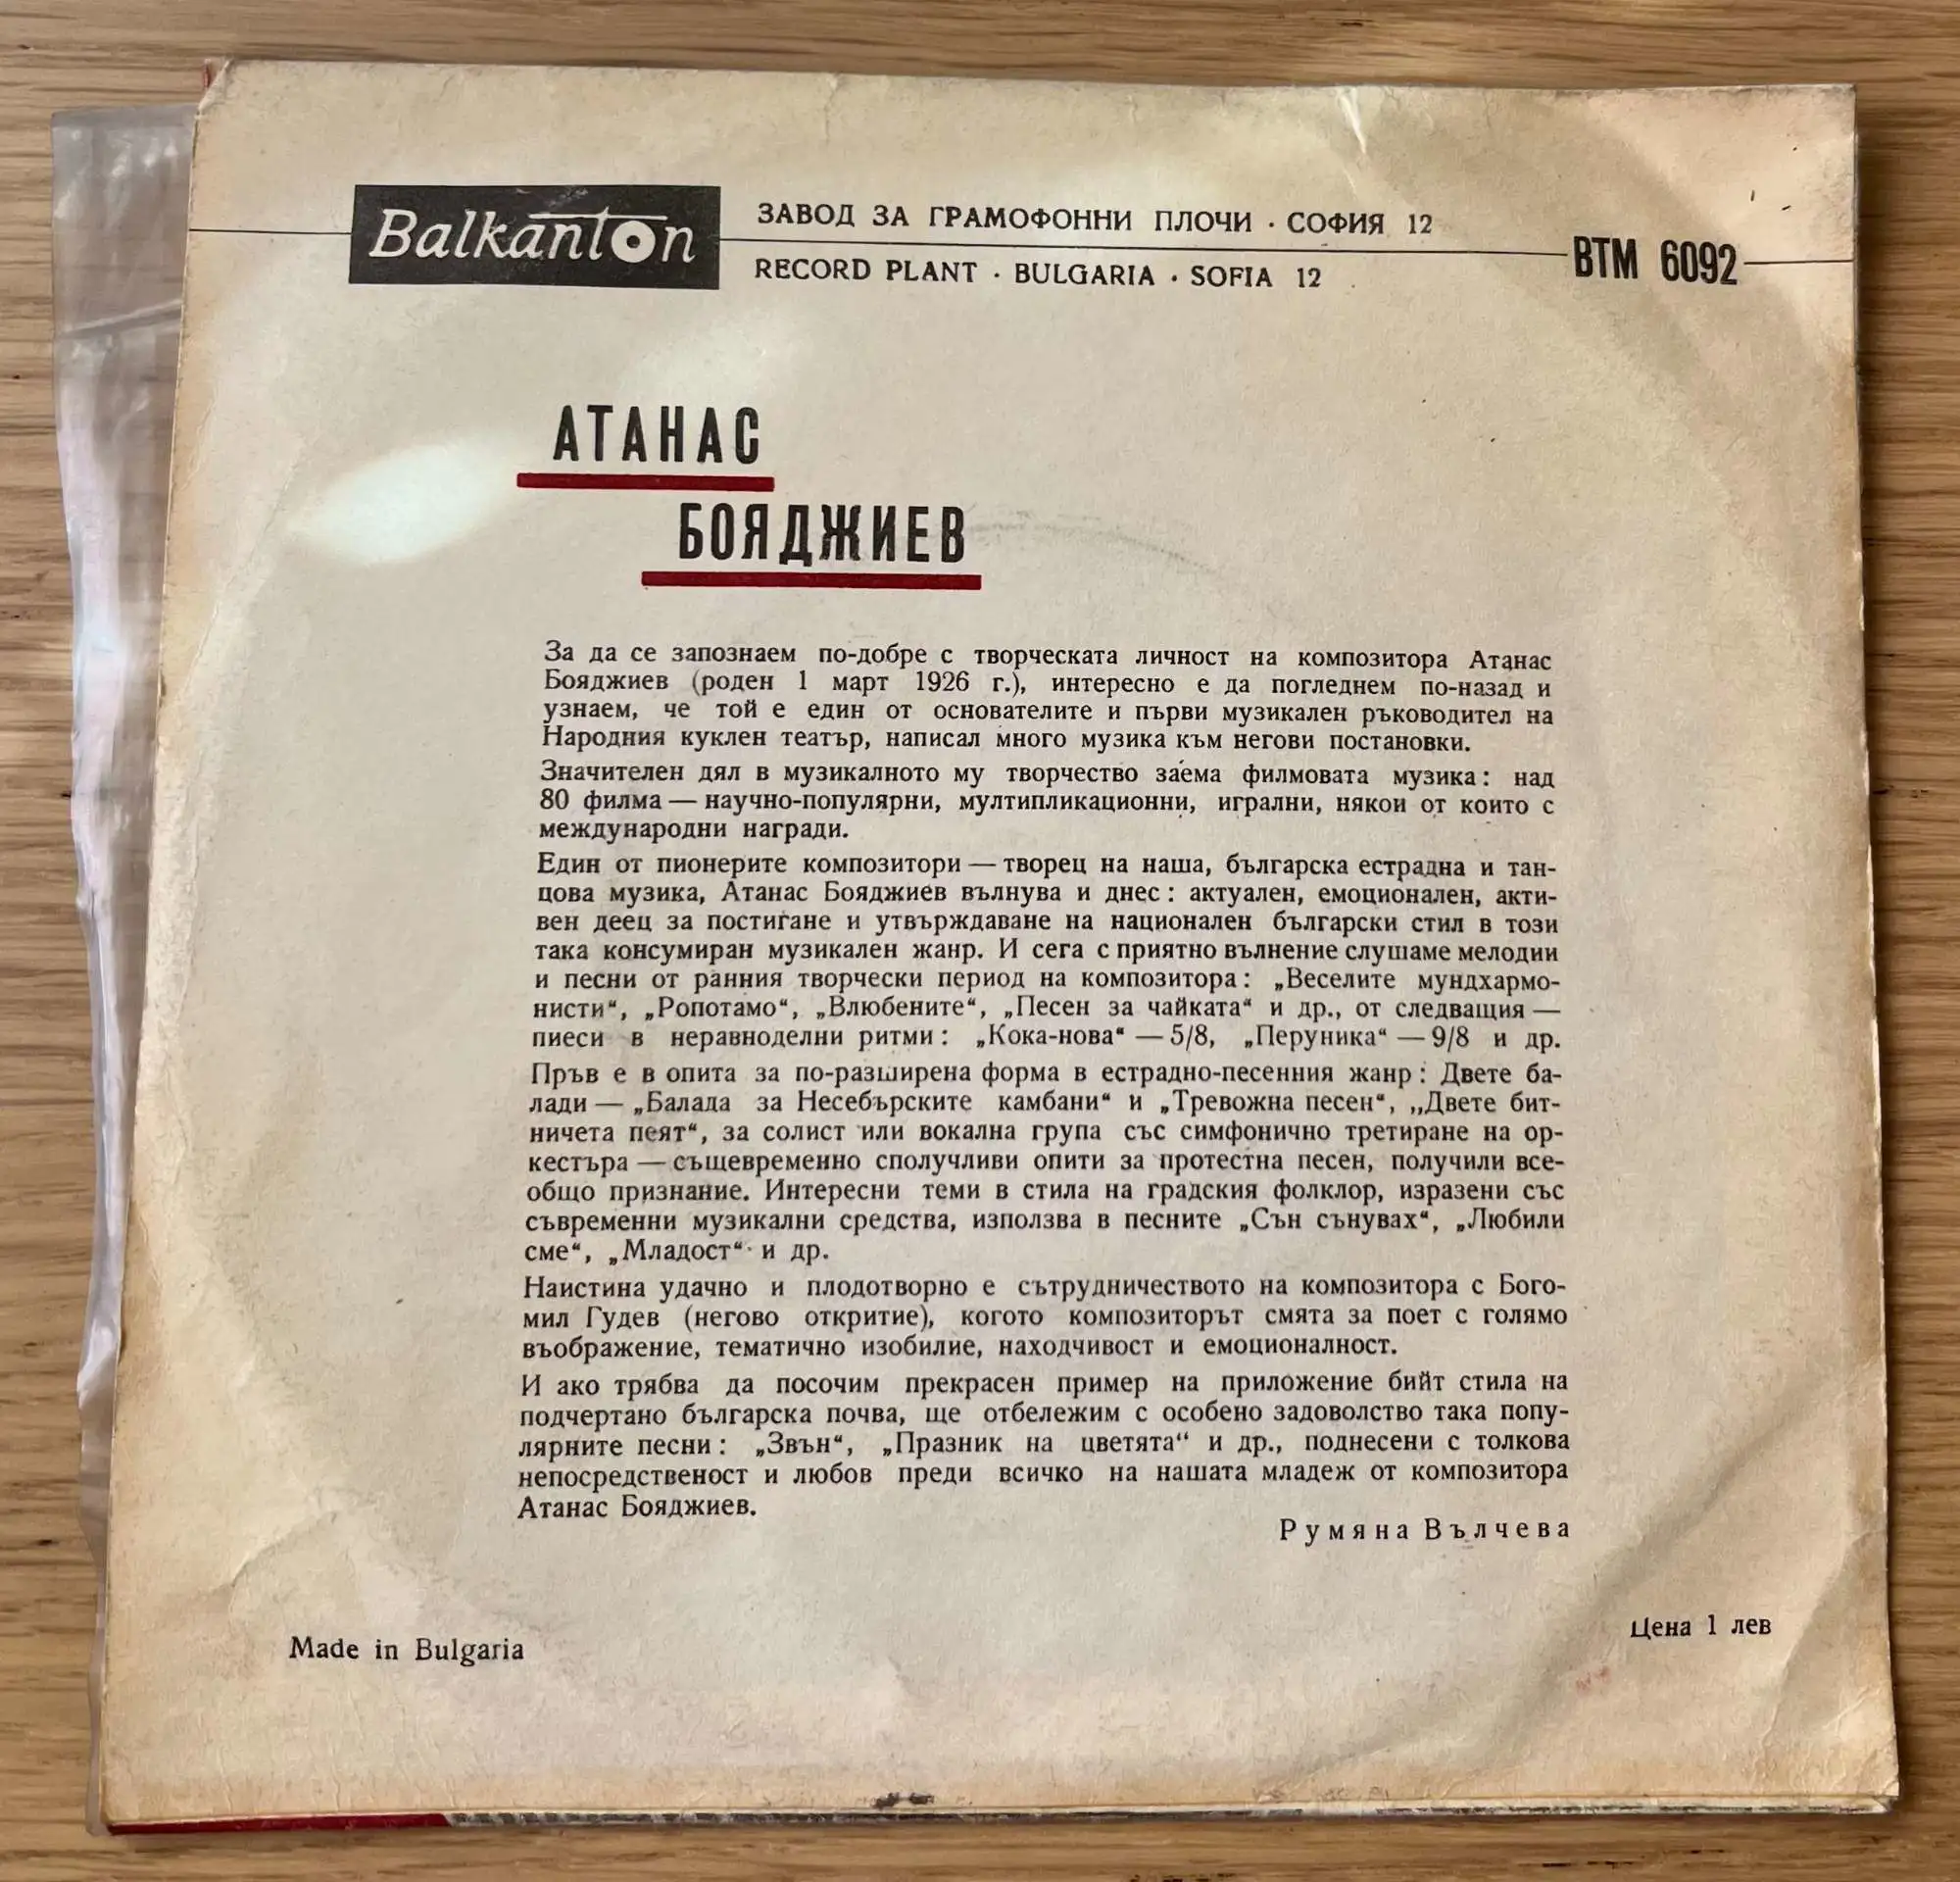 Balkanton
ЗАВОД ЗА ГРАМОФОННИ ПЛОЧИ · СОФИЯ 12
RECORD PLANT · BULGARIA · SOFIA 12
ВТМ 6092
АТАНАС
БОЯДЖИЕВ
За да се запознаем по-добре с творческата личност на композитора Атанас
Бояджиев (роден 1 март 1926 г.), интересно е да погледнем по-назад и
узнаем, че той е един от основателите и първи музикален ръководител на
Народния куклен театър, написал много музика към негови постановки.
Значителен дял в музикалното му творчество заема филмовата музика: над
80 филма — научно-популярни, мултипликационни, игрални, някои от които с
международни награди.
Един от пионерите композитори — творец на наша, българска естрадна и тан-
цова музика, Атанас Бояджиев вълнува и днес: актуален, емоционален, акти-
вен деец за постигане и утвърждаване на национален български стил в този
така консумиран музикален жанр. И сега с приятно вълнение слушаме мелодии
и песни от ранния творчески период на композитора: „Веселите мундхармо-
нисти“, „Ропотамо“, „Влюбените“, „Песен за чайката“ и др., от следващия —
пиеси в неравноделни ритми: „Кока-нова“ — 5/8, „Перуника“ — 9/8 и др.
Пръв е в опита за по-разширена форма в естрадно-песенния жанр: Двете ба-
лади — „Балада за Несебърските камбани“ и „Тревожна песен“, „Двете бит-
ничета пеят“, за солист или вокална група със симфонично третиране на ор-
кестъра — същевременно сполучливи опити за протестна песен, получили все-
общо признание. Интересни теми в стила на градския фолклор, изразени със
съвременни музикални средства, използва в песните „Сън сънувах“, „Любили
сме“, „Младост“ и др.
Наистина удачно и плодотворно е сътрудничеството на композитора с Бого-
мил Гудев (негово откритие), когото композиторът смята за поет с голямо
въображение, тематично изобилие, находчивост и емоционалност.
И ако трябва да посочим прекрасен пример на приложение бийт стила на
подчертано българска почва, ще отбележим с особено задоволство така попу-
лярните песни: „Звън“, „Празник на цветята“ и др., поднесени с толкова
непосредственост и любов преди всичко на нашата младеж от композитора
Атанас Бояджиев.
Румяна Вълчева
Made in Bulgaria
Цена 1 лев